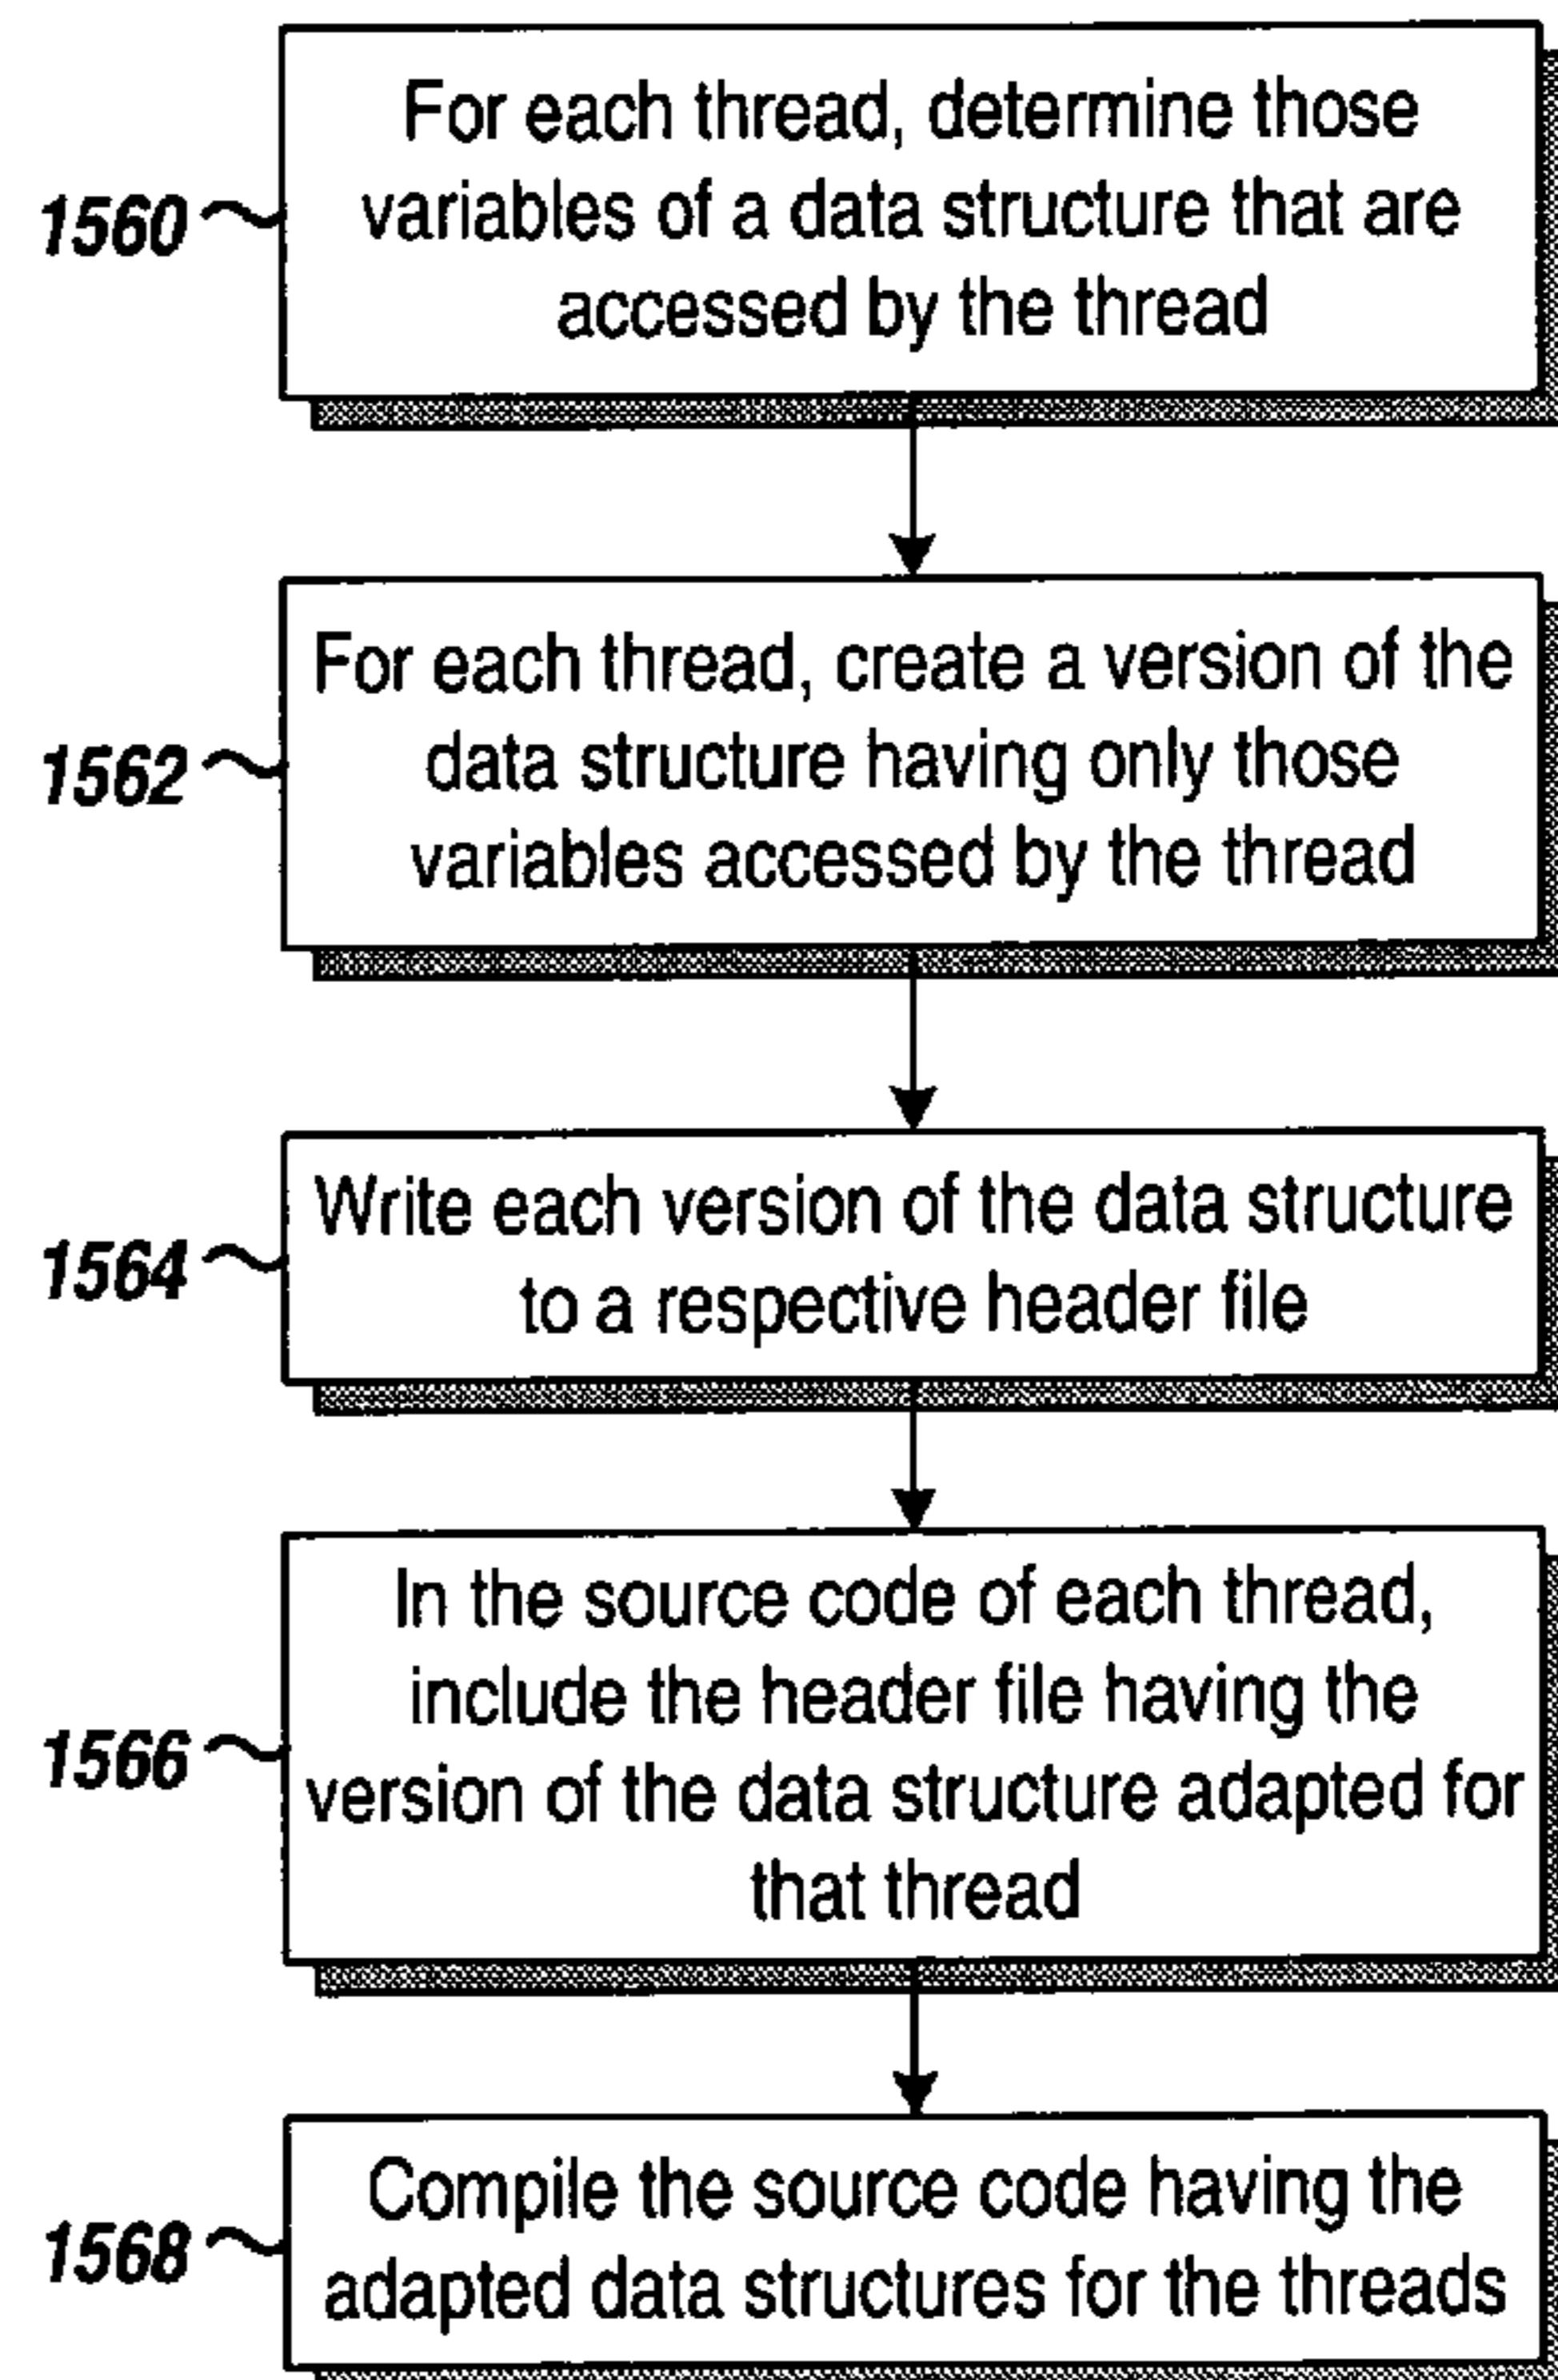 For each thread, determine those
1560
variables of a data structure that are
accessed by the thread
For each thread, create a version of the
1562
data structure having only those
variables accessed by the thread
Write each version of the data structure
1564
to a respective header file
In the source code of each thread,
include the header file having the
1566
version of the data structure adapted for
that thread
Compile the source code having the
1568
adapted data structures for the threads